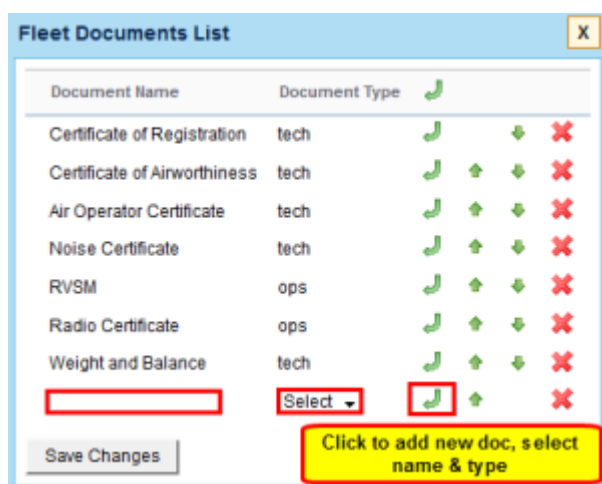 Fleet Documents List X
Document Name Document Type
Certificate of Registration tech
Certificate of Airworthiness tech
Air Operator Certificate tech
Noise Certificate tech
RVSM ops
Radio Certificate ops
Weight and Balance tech
Select
Save Changes
Click to add new doc, select
name & type